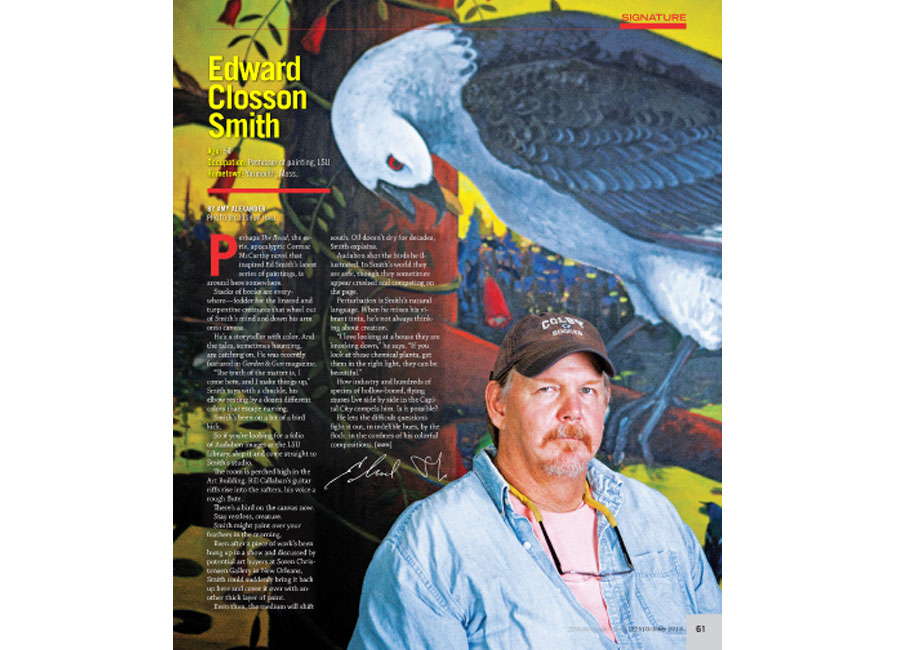 SIGNATURE
Edward
Closson
Smith
Age:
Occupation: Professor of painting, LSU
Hometown: Falmouth, Mass.
BY AMY ALEXANDER
PHOTO BY
Perhaps The Road, the ee-
rie, apocalyptic Cormac
McCarthy novel that
inspired Ed Smith's latest
series of paintings, is
around here somewhere.
Stacks of books are every-
where—fodder for the linseed and
turpentine creatures that wheel out
of Smith's mind and down his arm
onto canvas.
He's a storyteller with color. And
the tales, sometimes haunting,
are catching on. He was recently
featured in Garden & Gun magazine.
"The truth of the matter is, I
come here, and I make things up,"
Smith says with a chuckle, his
elbow resting by a dozen different
colors that escape naming.
Smith's been on a bit of a bird
kick.
So if you're looking for a folio
of Audubon images at the LSU
Library, skip it and come straight to
Smith's studio.
The room is perched high in the
Art Building. Bill Callahan's guitar
riffs rise into the rafters, his voice a
rough flute.
There's a bird on the canvas now.
Stay restless, creature.
Smith might paint over your
feathers in the morning.
Even after a piece of work's been
hung up in a show and discussed by
potential art buyers at Soren Chris-
tensen Gallery in New Orleans,
Smith could suddenly bring it back
up here and cover it over with an-
other thick layer of paint.
Even then, the medium will shift
south. Oil doesn't dry for decades,
Smith explains.
Audubon shot the birds he il-
lustrated. In Smith's world they
are safe, though they sometimes
appear crushed and competing on
the page.
Perturbation is Smith's natural
language. When he mixes his vi-
brant tints, he's not always think-
ing about creation.
"I love looking at a house they are
knocking down," he says. "If you
look at these chemical plants, get
them in the right light, they can be
beautiful."
How industry and hundreds of
species of hollow-boned, flying
muses live side by side in the Capi-
tal City compels him. Is it possible?
He lets the difficult questions
fight it out, in indelible hues, by the
flock, in the confines of his colorful
compositions.
COLBY
61